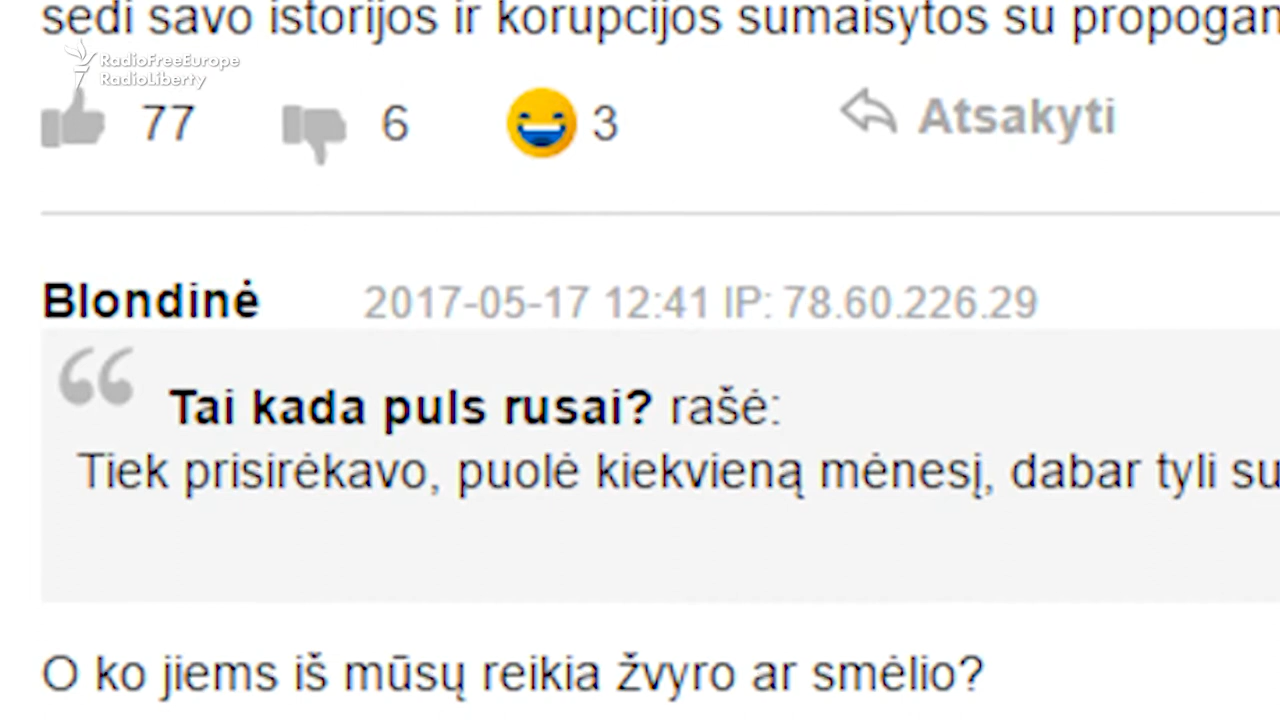 sėdi savo istorijos ir korupcijos sumaisytos su propogan
RadioFreeEurope
RadioLiberty
77 6 3 Atsakyti
Blondinė 2017-05-17 12:41 IP: 78.60.226.29
“ Tai kada puls rusai? rašė:
Tiek prisirėkavo, puolė kiekvieną mėnesį, dabar tyli su
O ko jiems iš mūsų reikia žvyro ar smėlio?